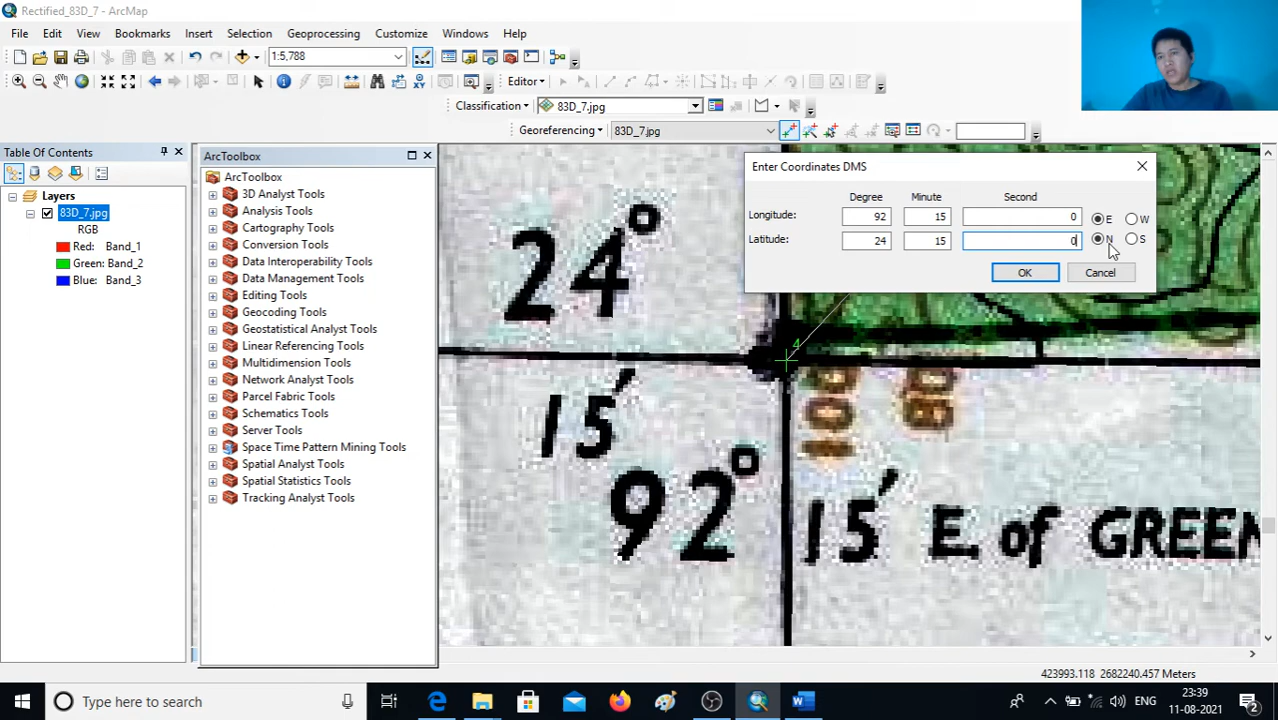 Rectified_83D_7 - ArcMap
File Edit View Bookmarks Insert Selection Geoprocessing Customize Windows Help
1:5,788
Editor
Classification 83D_7.jpg
Georeferencing 83D_7.jpg
Table Of Contents
Layers
83D_7.jpg
RGB
Red: Band_1
Green: Band_2
Blue: Band_3
ArcToolbox
ArcToolbox
3D Analyst Tools
Analysis Tools
Cartography Tools
Conversion Tools
Data Interoperability Tools
Data Management Tools
Editing Tools
Geocoding Tools
Geostatistical Analyst Tools
Linear Referencing Tools
Multidimension Tools
Network Analyst Tools
Parcel Fabric Tools
Schematics Tools
Server Tools
Space Time Pattern Mining Tools
Spatial Analyst Tools
Spatial Statistics Tools
Tracking Analyst Tools
Enter Coordinates DMS
Degree Minute Second
Longitude: 92 15 0 E W
Latitude: 24 15 0 N S
OK Cancel
24°
4
15′
92° 15′ E of GREEN
423993.118 2682240.457 Meters
Type here to search
ENG
23:39
11-08-2021
2